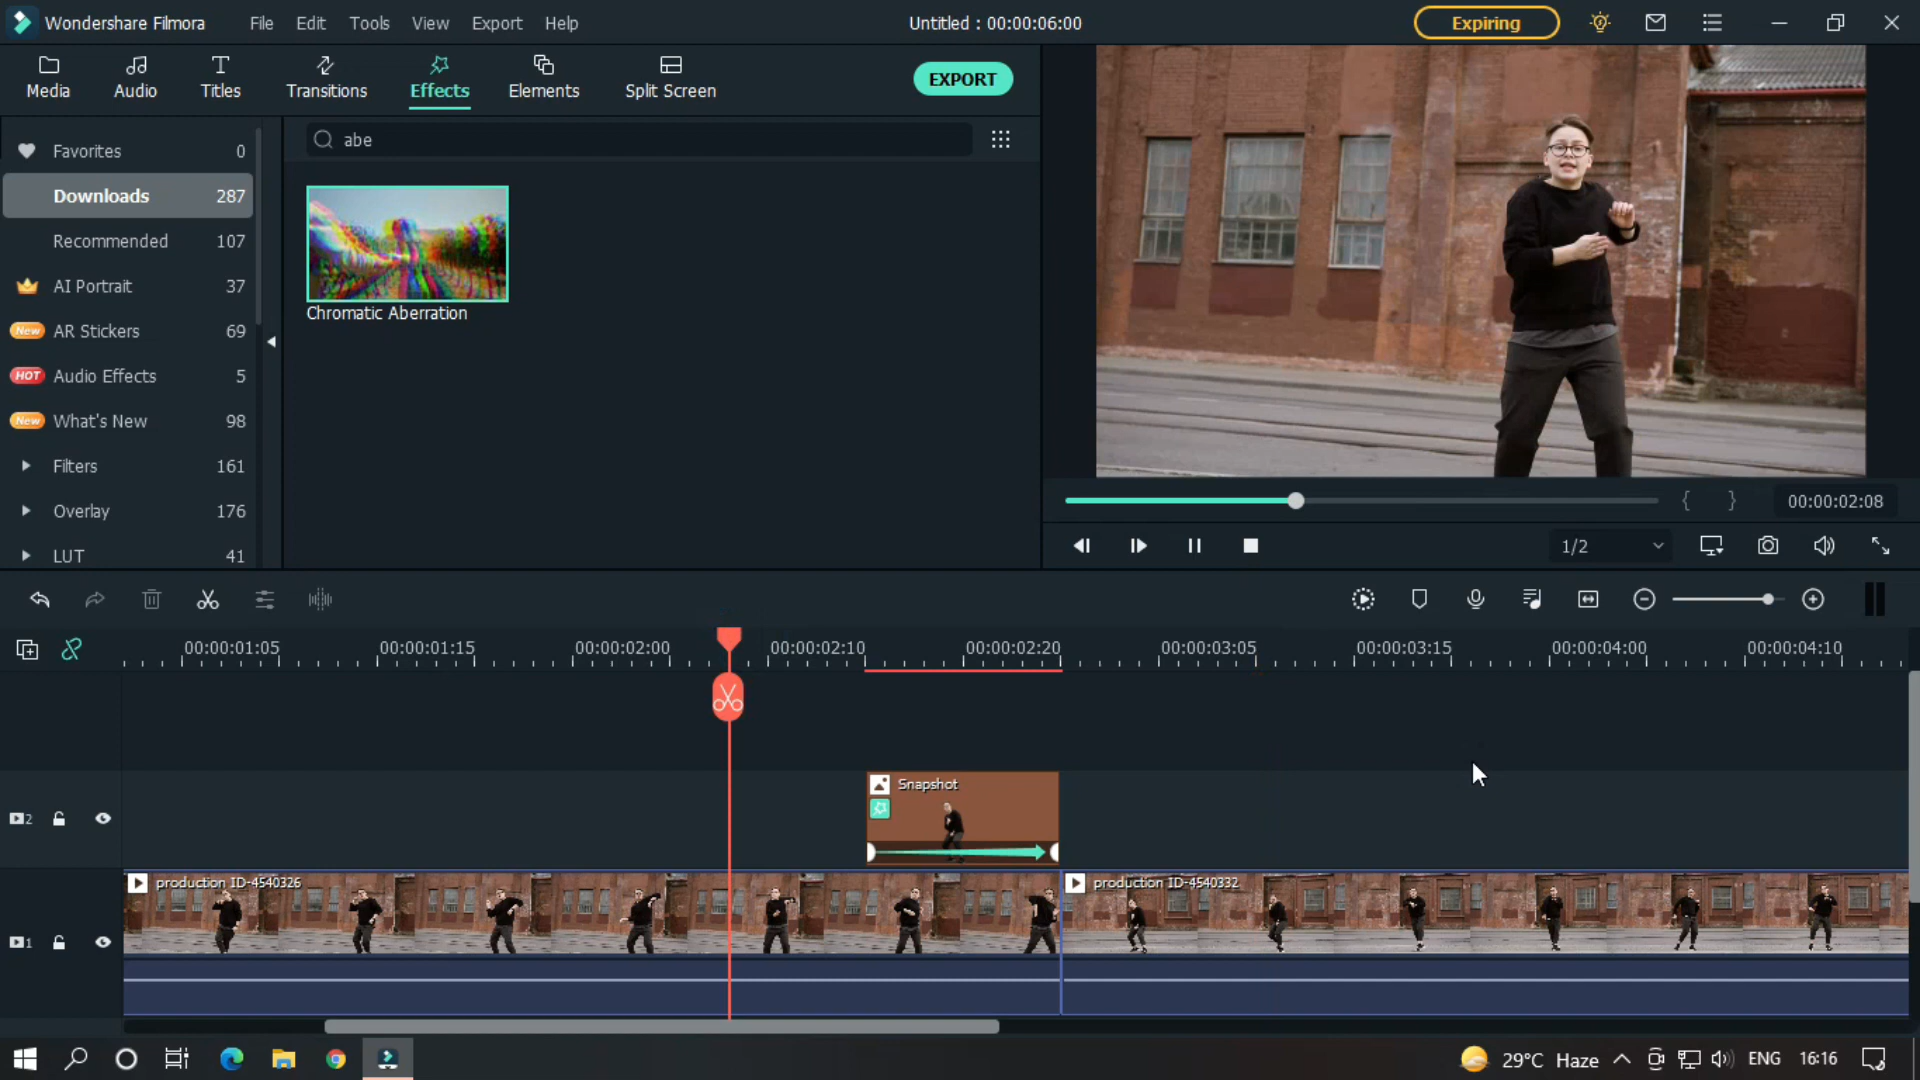 Wondershare Filmora File Edit Tools View Export Help Untitled : 00:00:06:00 Expiring
Media Audio Titles Transitions Effects Elements Split Screen EXPORT
abe
Favorites 0
Downloads 287
Recommended 107
AI Portrait 37
New AR Stickers 69
HOT Audio Effects 5
New What's New 98
Filters 161
Overlay 176
LUT 41
Chromatic Aberration
{ } 00:00:02:08
1/2
00:00:01:05 00:00:01:15 00:00:02:00 00:00:02:10 00:00:02:20 00:00:03:05 00:00:03:15 00:00:04:00 00:00:04:10
Snapshot
2
production ID-4540326 production ID-4540332
1
29°C Haze ENG 16:16